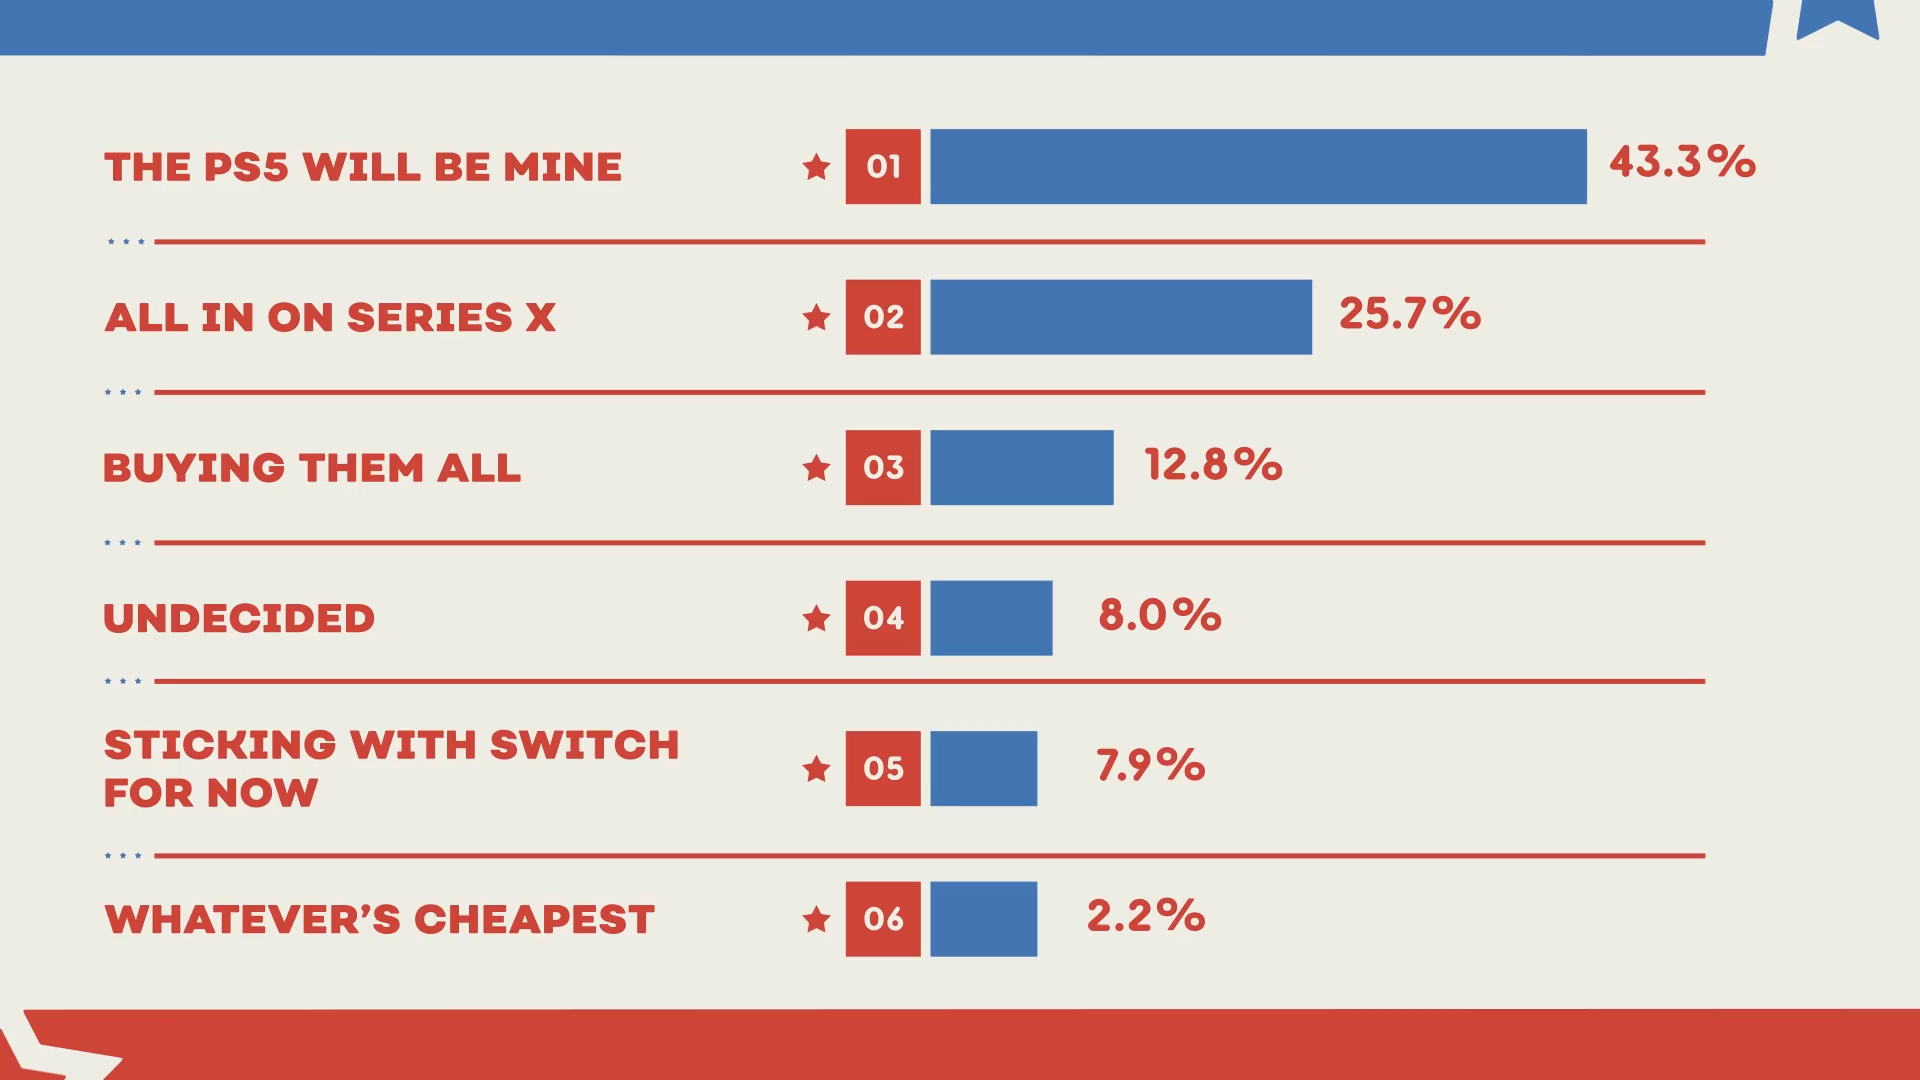 THE PS5 WILL BE MINE 01 43.3%
ALL IN ON SERIES X 02 25.7%
BUYING THEM ALL 03 12.8%
UNDECIDED 04 8.0%
STICKING WITH SWITCH
FOR NOW 05 7.9%
WHATEVER’S CHEAPEST 06 2.2%